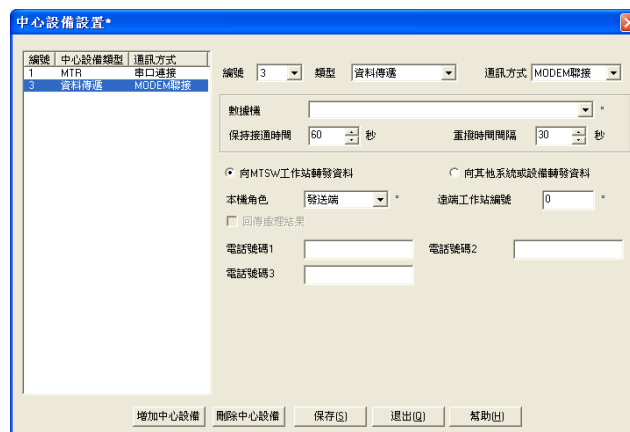 中心設備設置*
編號 中心設備類型 通訊方式
1 MTR 串口連接
3 資料傳遞 MODEM聯接
編號 3 類型 資料傳遞 通訊方式 MODEM聯接
數據機 *
保持接通時間 60 秒 重撥時間間隔 30 秒
向MTSW工作站轉發資料 向其他系統或設備轉發資料
本機角色 發送端 * 遠端工作站編號 0 *
回傳處理結果
電話號碼1 電話號碼2
電話號碼3
增加中心設備 刪除中心設備 保存(S) 退出(Q) 幫助(H)